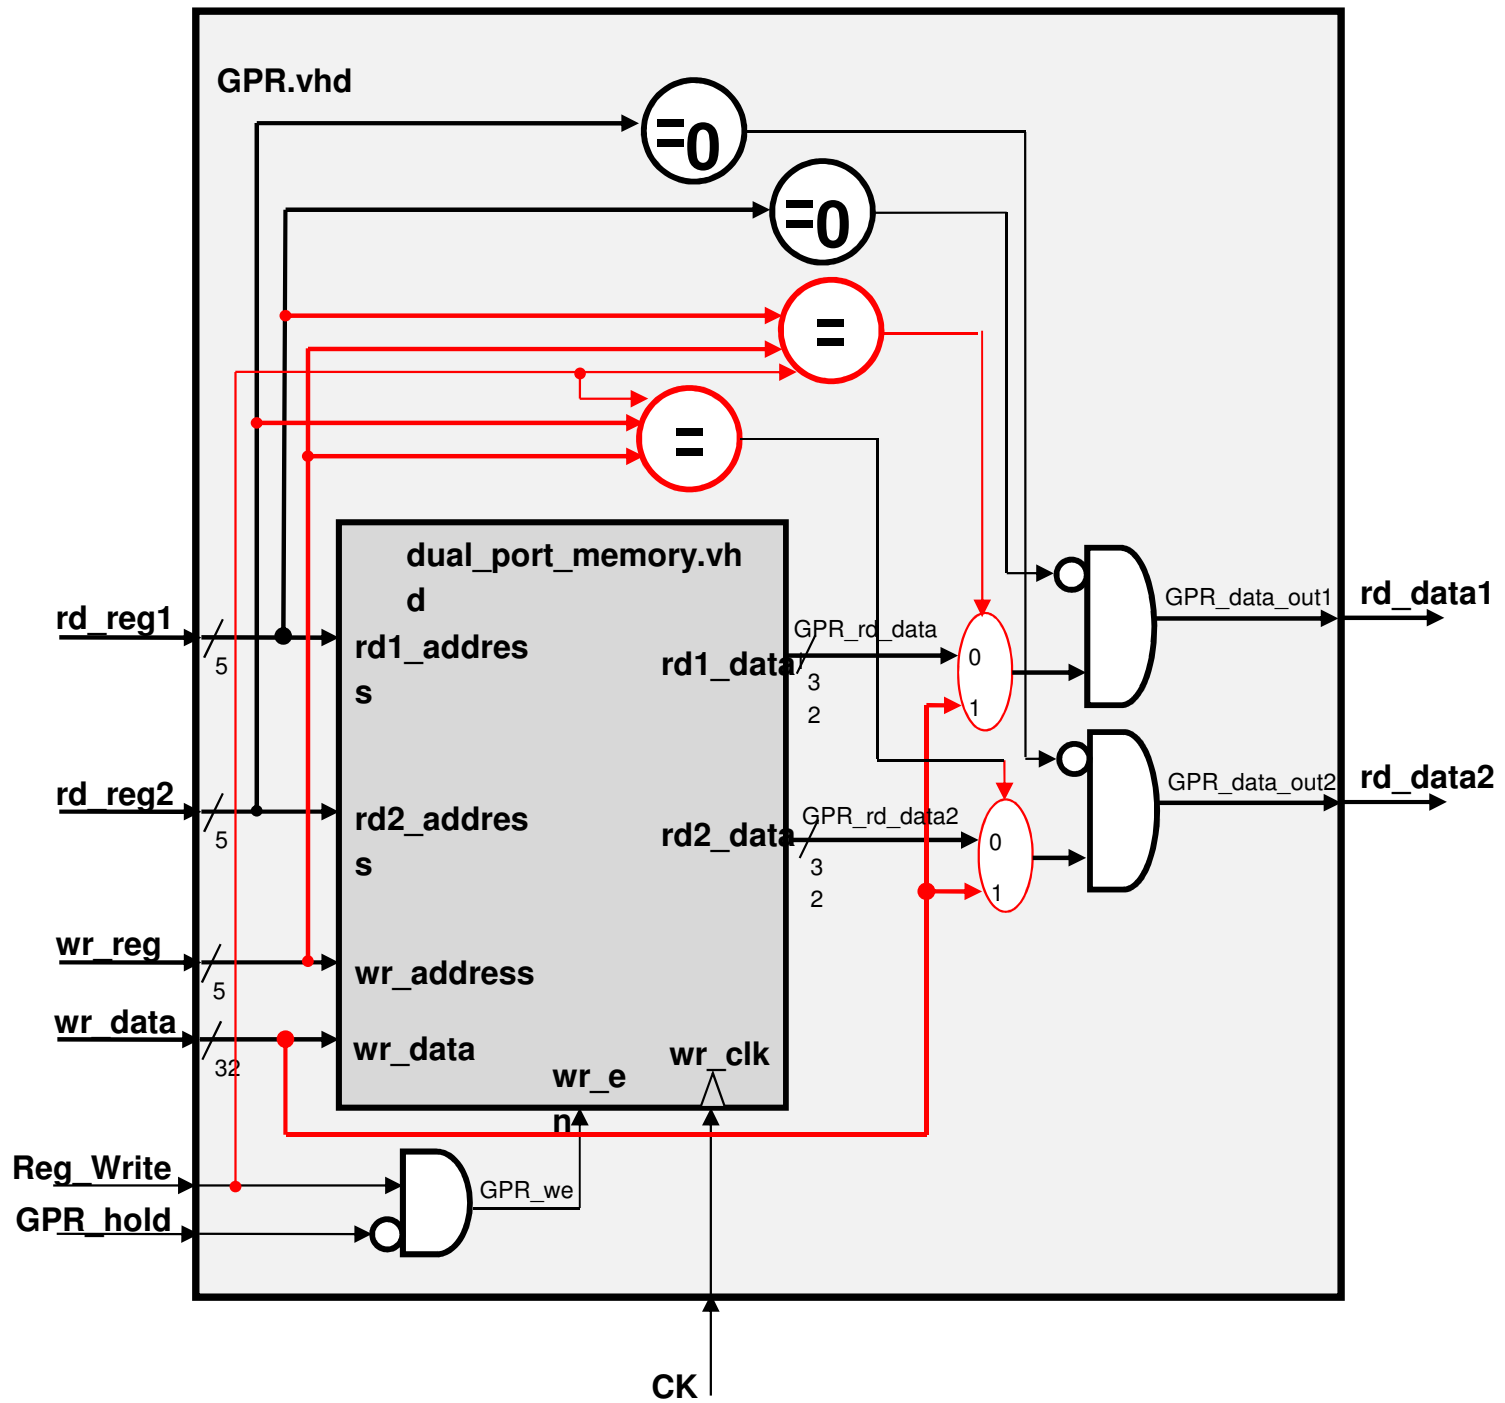 GPR.vhd
=0
=0
=
=
dual_port_memory.vh
d
rd_reg1
5
rd1_addres
s
rd1_data
GPR_rd_data
3
2
0
1
GPR_data_out1
rd_data1
rd_reg2
5
rd2_addres
s
rd2_data
GPR_rd_data2
3
2
0
1
GPR_data_out2
rd_data2
wr_reg
5
wr_address
wr_data
32
wr_data
wr_clk
wr_e
n
Reg_Write
GPR_hold
GPR_we
CK